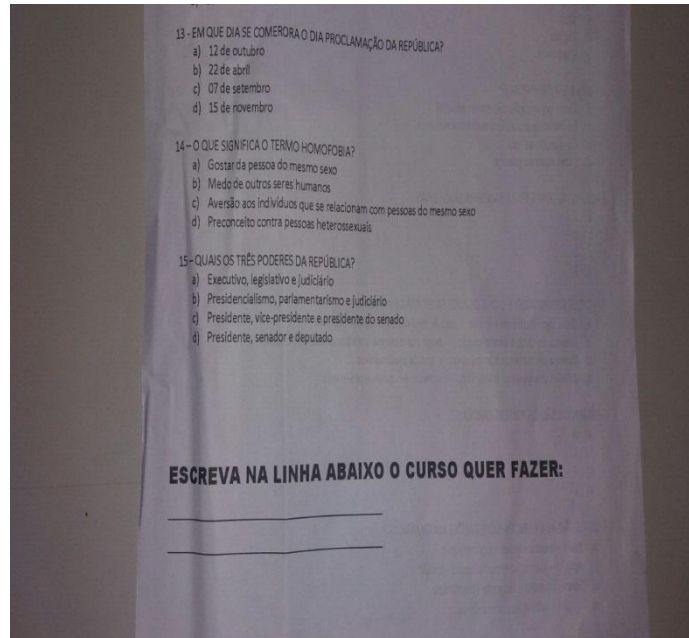 13 - EM QUE DIA SE COMERORA O DIA PROCLAMAÇÃO DA REPÚBLICA?
a) 12 de outubro
b) 22 de abril
c) 07 de setembro
d) 15 de novembro
14 – O QUE SIGNIFICA O TERMO HOMOFOBIA?
a) Gostar da pessoa do mesmo sexo
b) Medo de outros seres humanos
c) Aversão aos indivíduos que se relacionam com pessoas do mesmo sexo
d) Preconceito contra pessoas heterossexuais
15 – QUAIS OS TRÊS PODERES DA REPÚBLICA?
a) Executivo, legislativo e judiciário
b) Presidencialismo, parlamentarismo e judiciário
c) Presidente, vice-presidente e presidente do senado
d) Presidente, senador e deputado
ESCREVA NA LINHA ABAIXO O CURSO QUER FAZER: